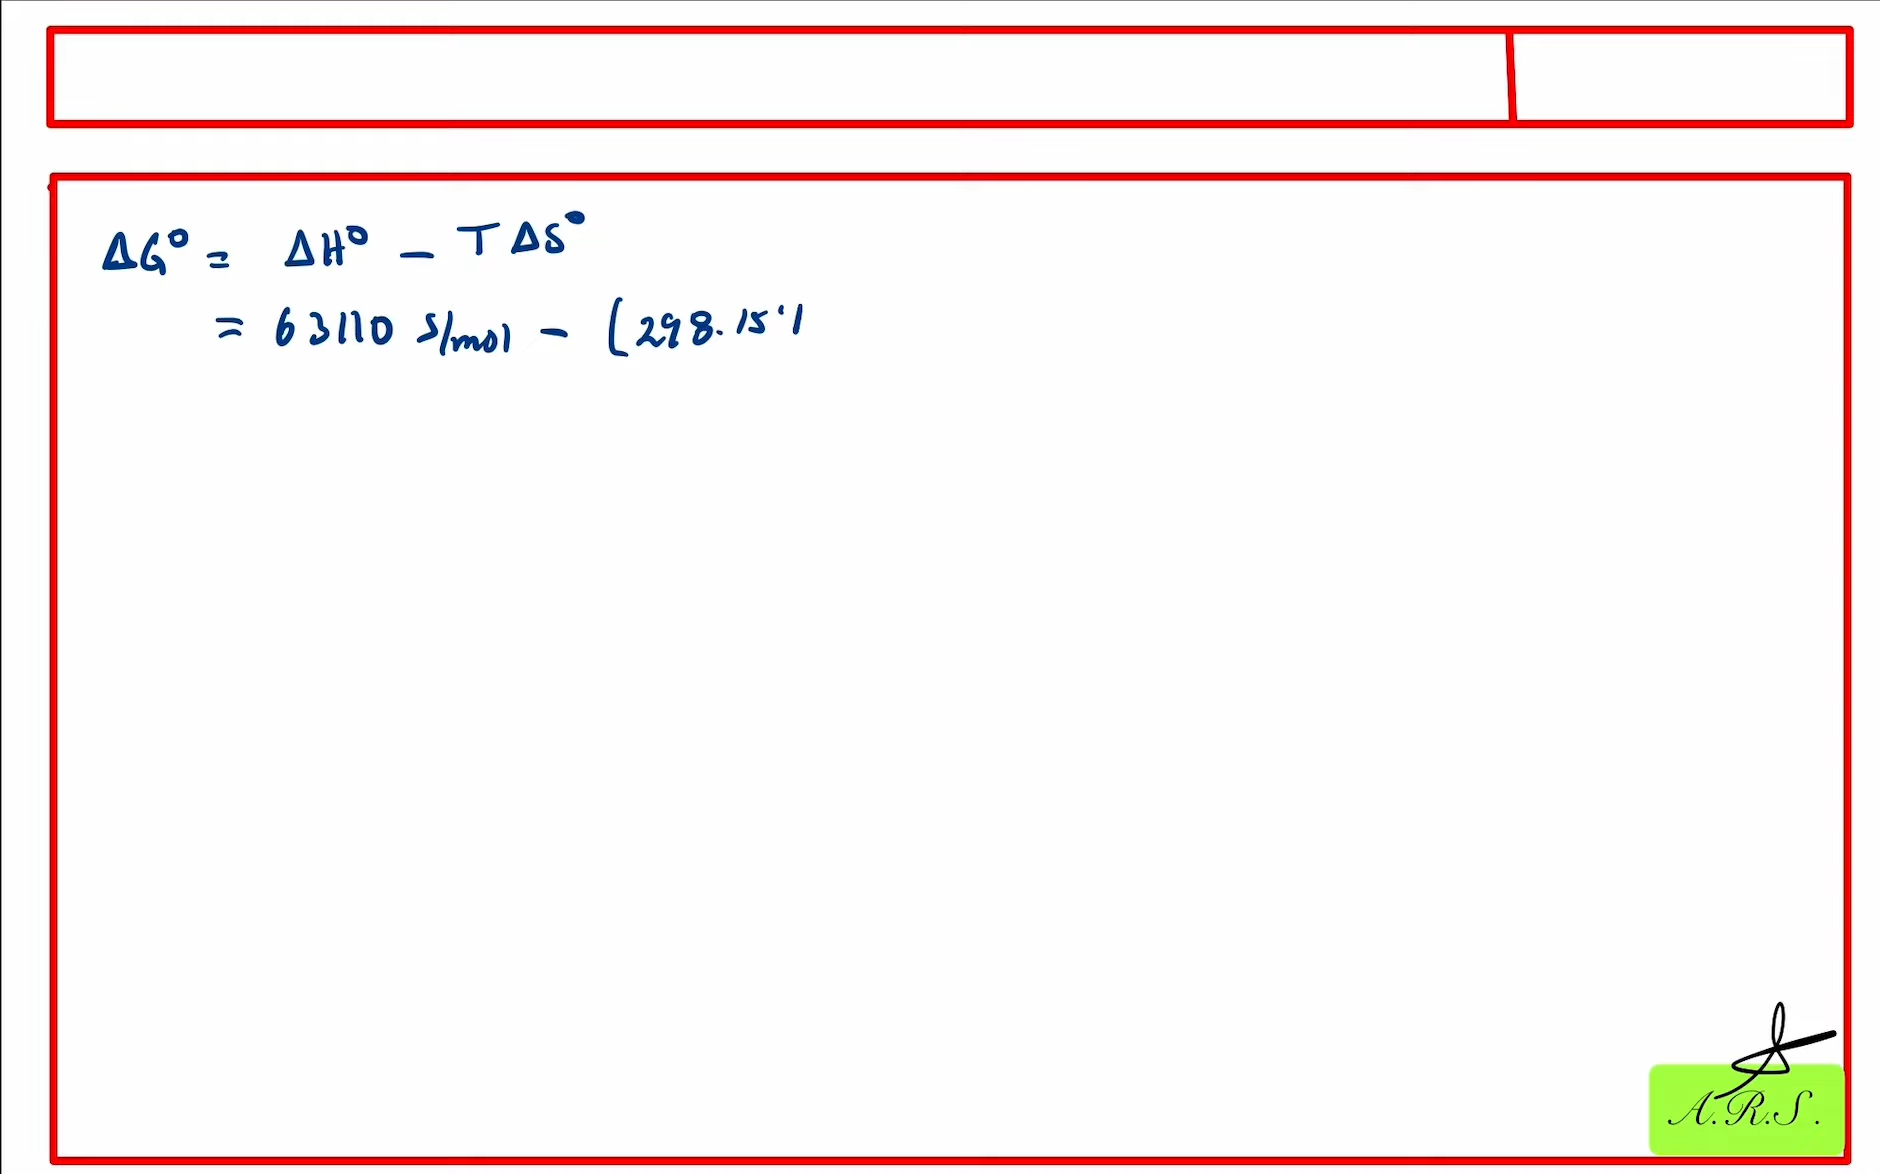 ΔG° = ΔH° - TΔS°
= 63110 J/mol - (298.15
A.R.S.